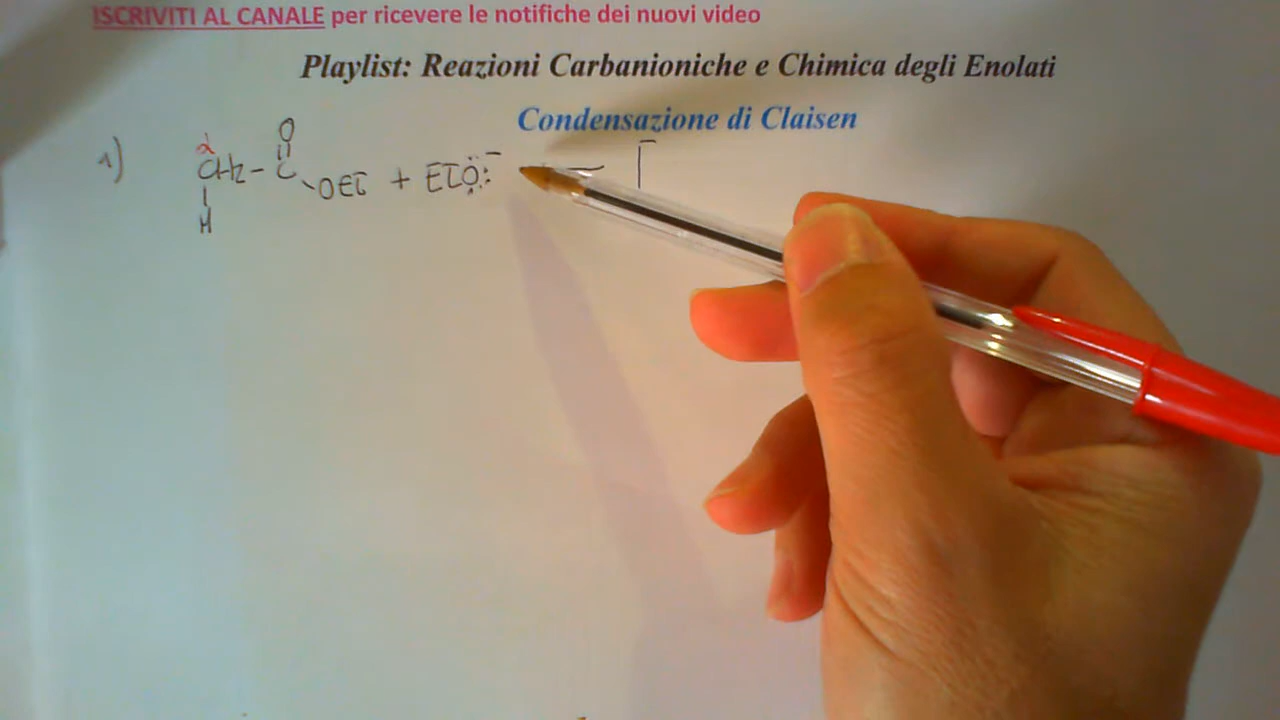 ISCRIVITI AL CANALE per ricevere le notifiche dei nuovi video
Playlist: Reazioni Carbanioniche e Chimica degli Enolati
Condensazione di Claisen
O
1) α CH2 - C + EtO:⁻
OEt
H